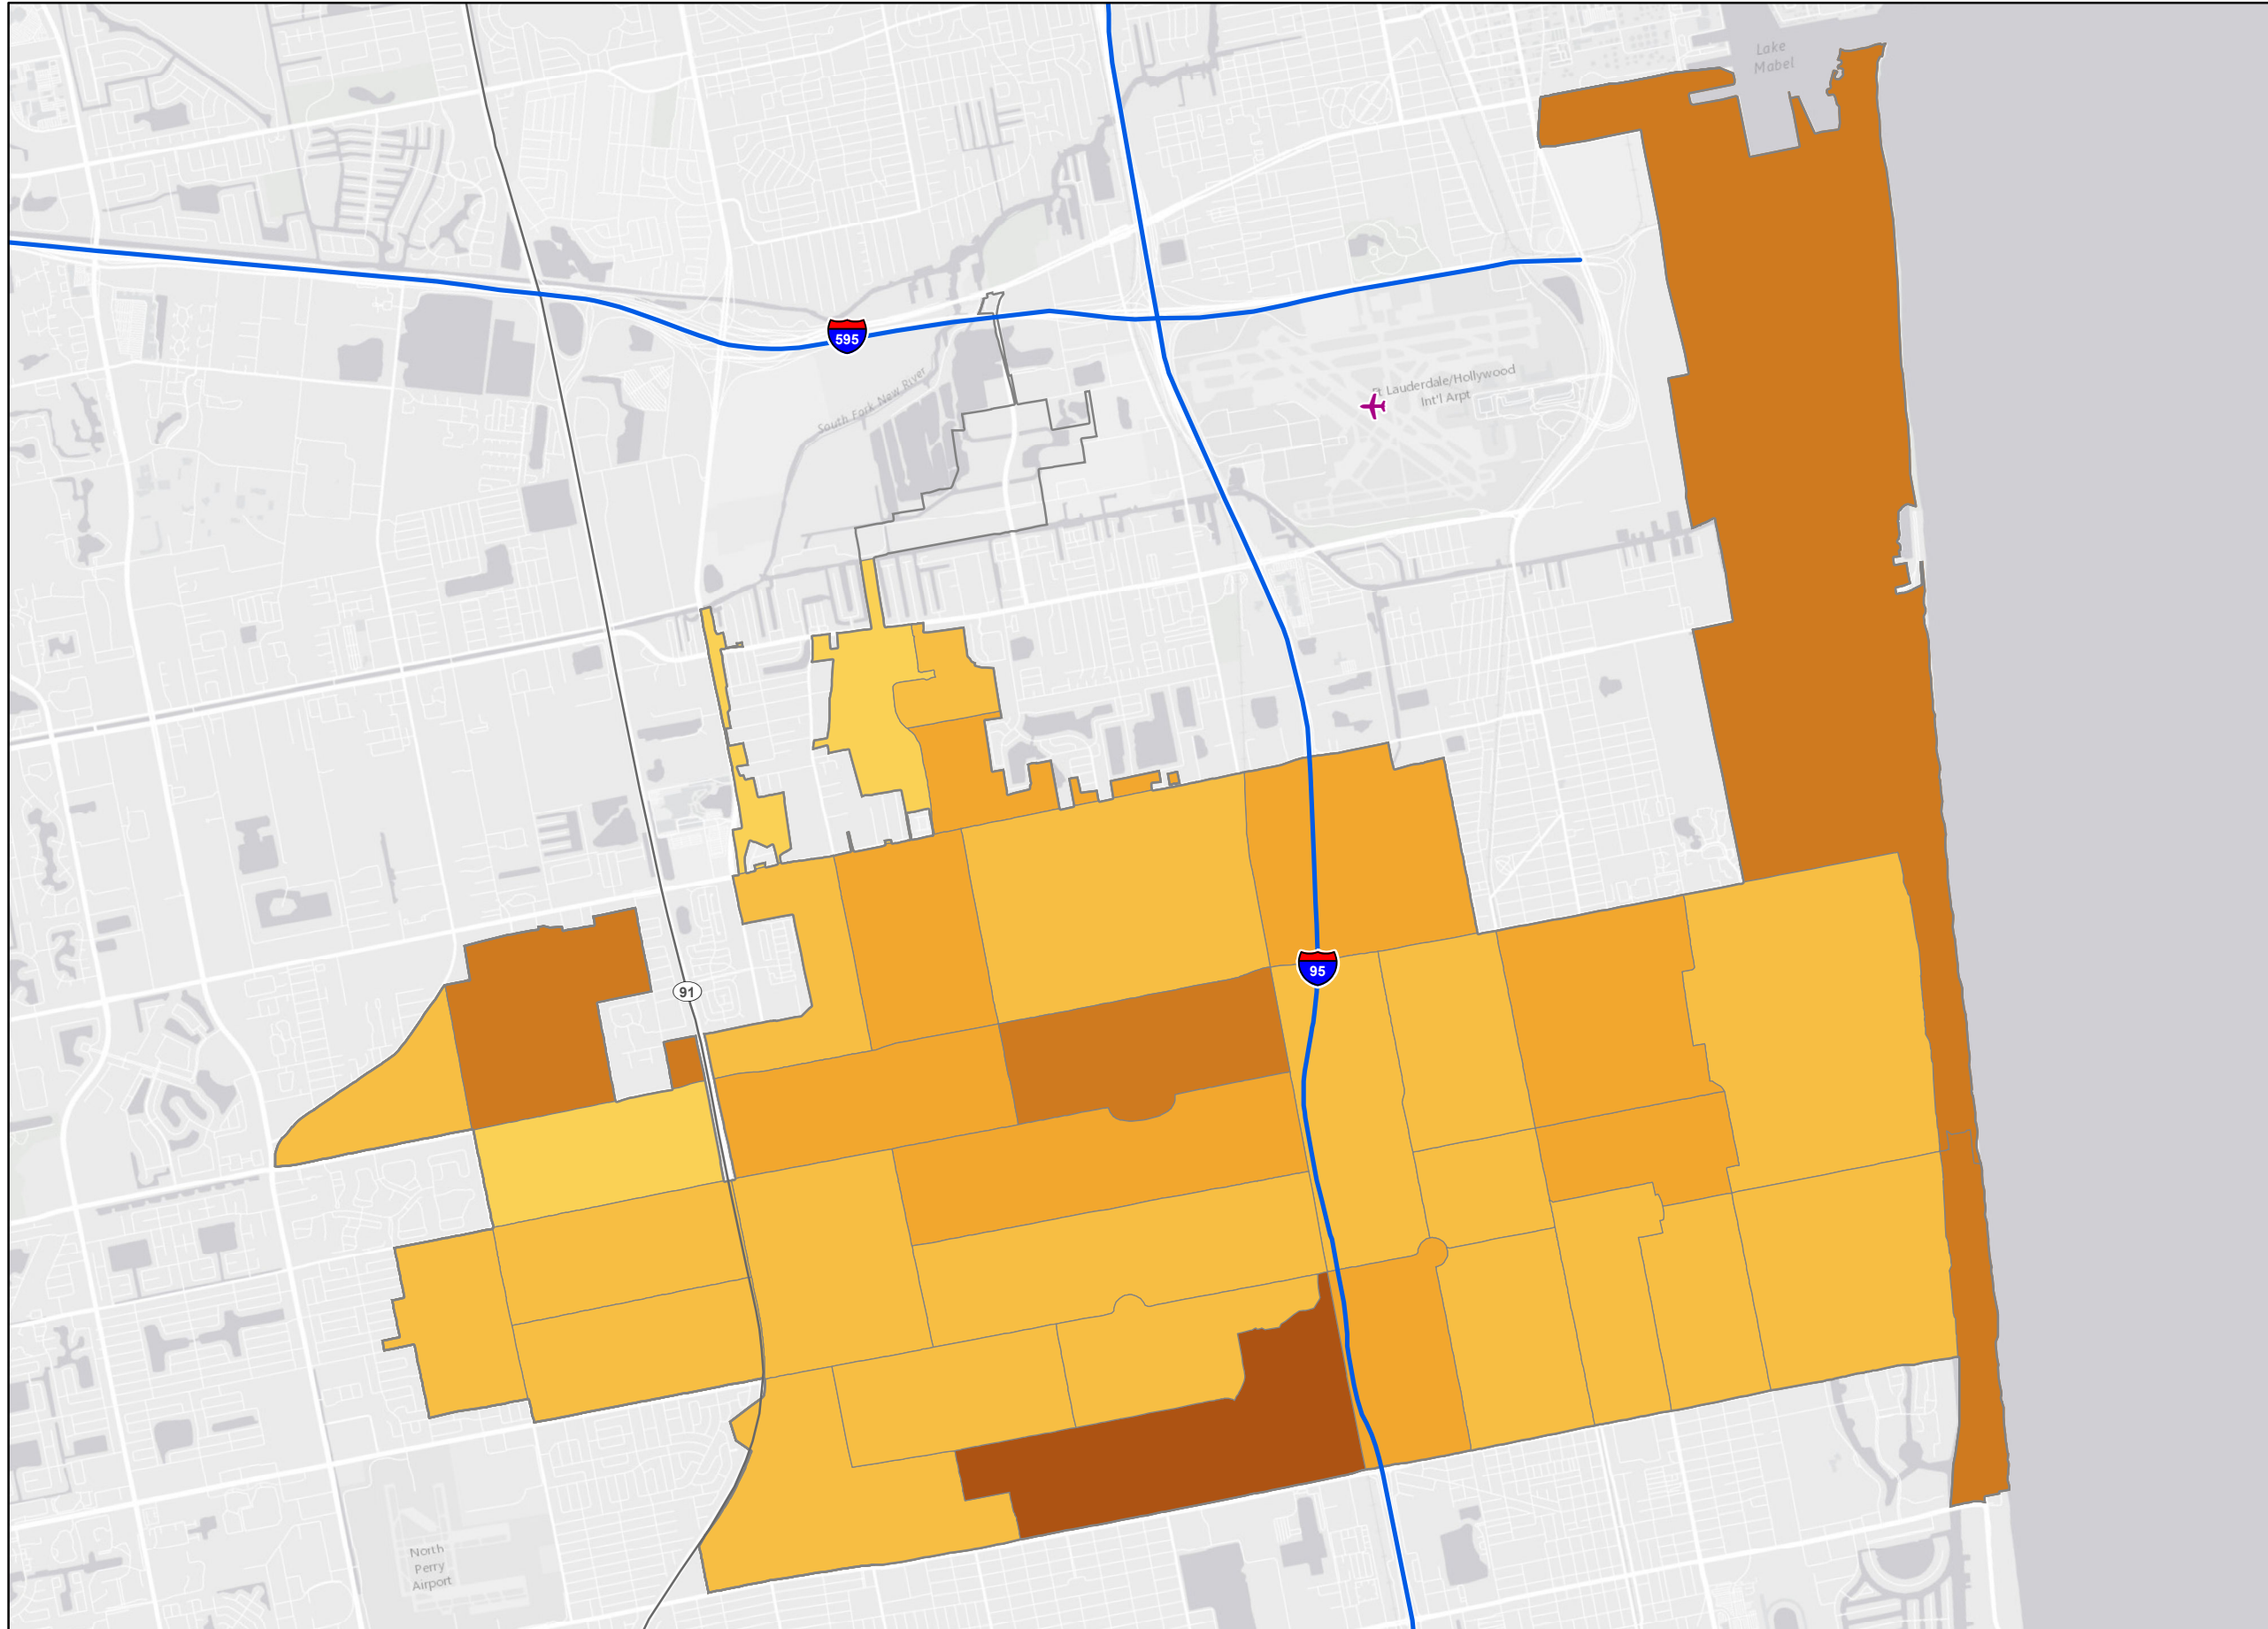 Lake
Mabel
595
South Fork New River
Ft Lauderdale/Hollywood
Int'l Arpt
95
91
North
Perry
Airport